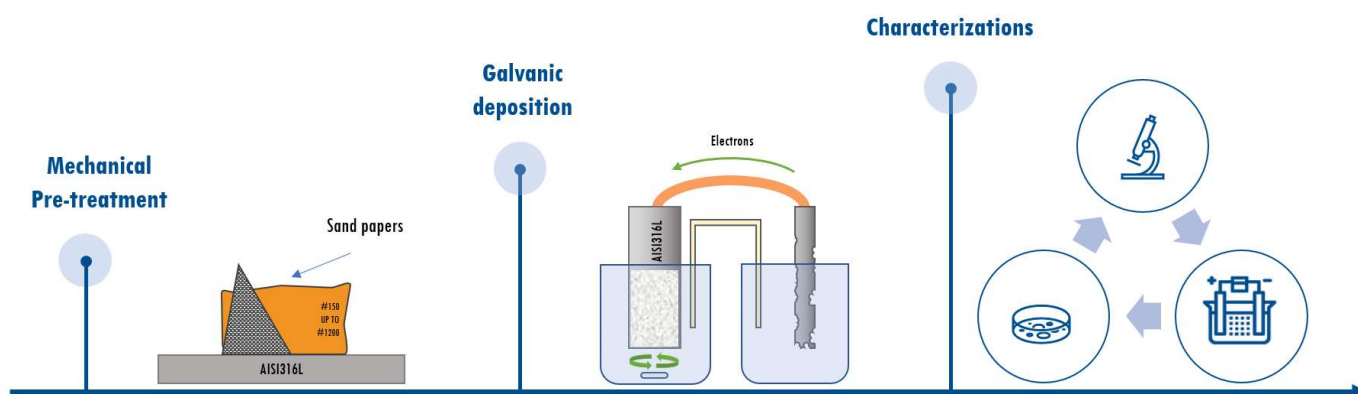 Mechanical
Pre-treatment
Sand papers
#150
UP TO
#1200
AISI316L
Galvanic
deposition
Electrons
AISI316L
Characterizations
+
−